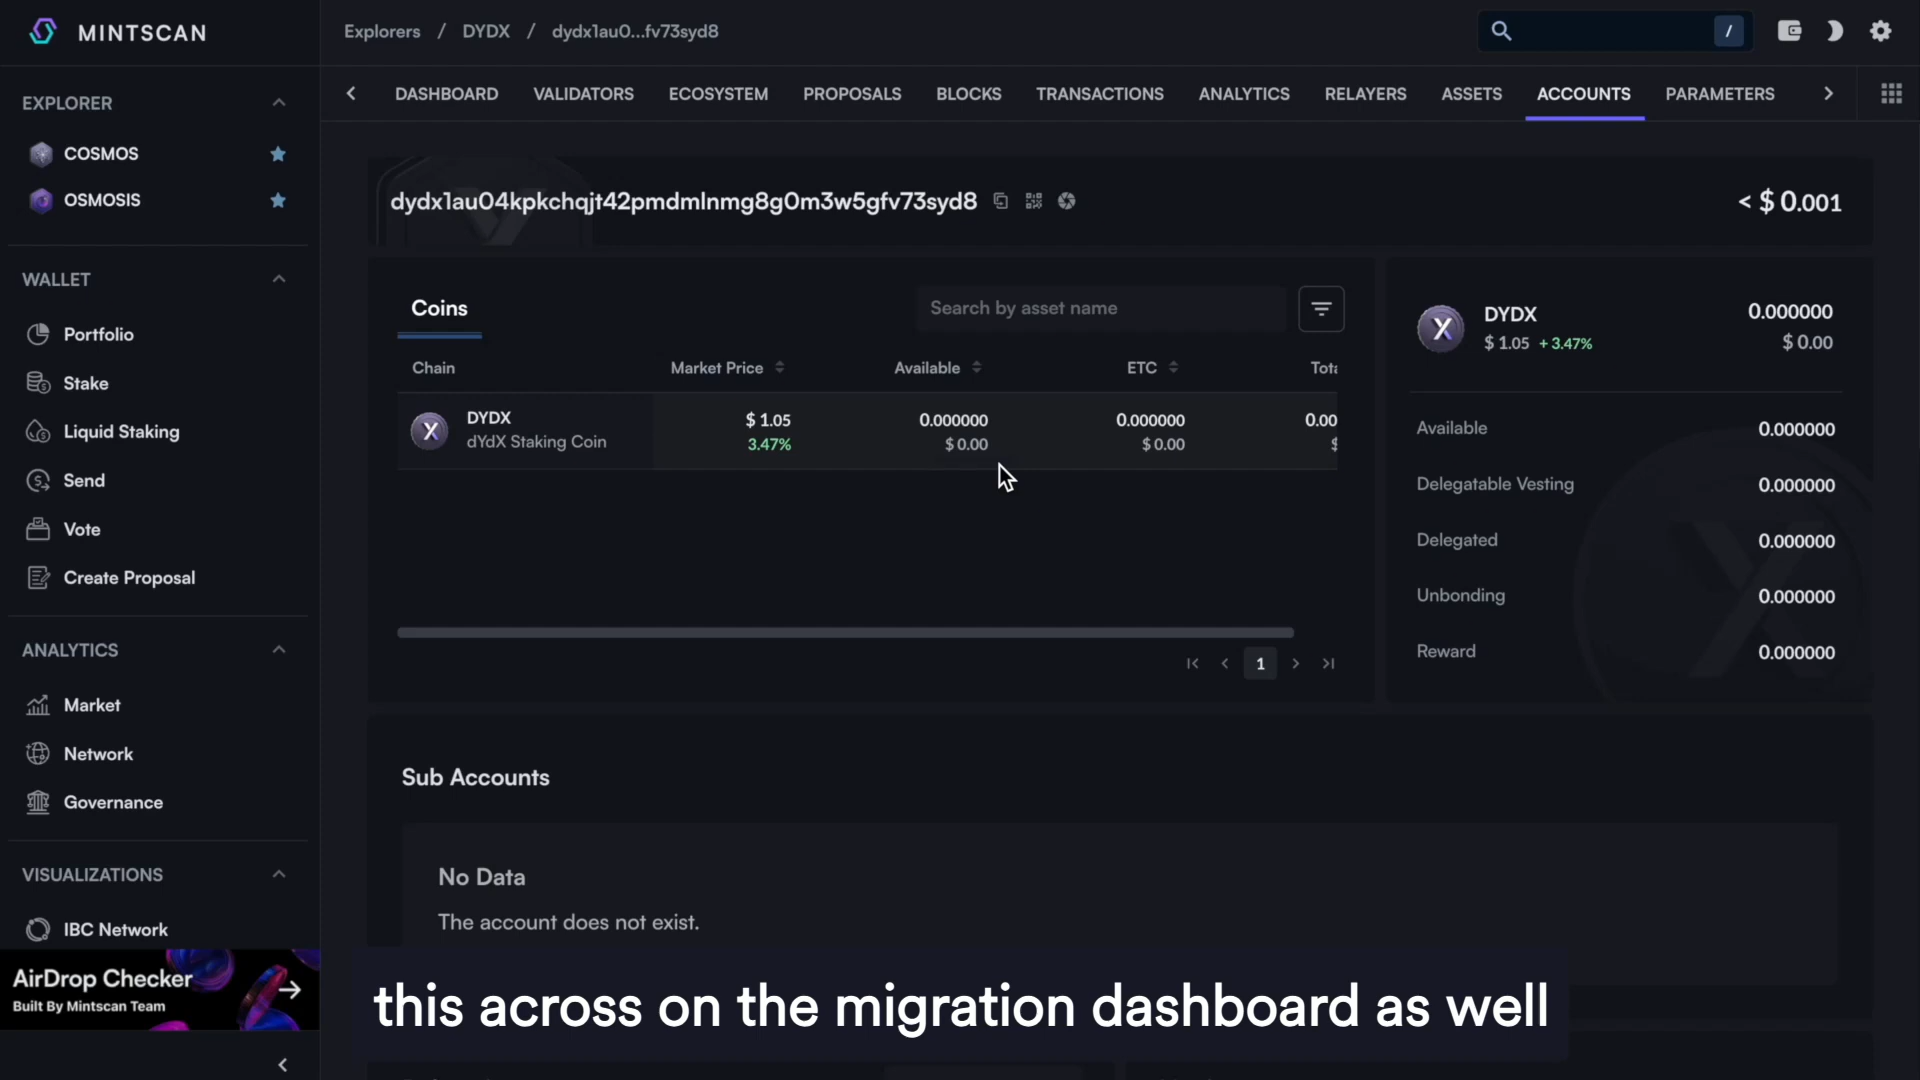 MINTSCAN
Explorers / DYDX / dydx1au0...fv73syd8
/
EXPLORER
COSMOS
OSMOSIS
WALLET
Portfolio
Stake
Liquid Staking
Send
Vote
Create Proposal
ANALYTICS
Market
Network
Governance
VISUALIZATIONS
IBC Network
AirDrop Checker
Built By Mintscan Team
DASHBOARD VALIDATORS ECOSYSTEM PROPOSALS BLOCKS TRANSACTIONS ANALYTICS RELAYERS ASSETS ACCOUNTS PARAMETERS
dydx1au04kpkchqjt42pmdmlnmg8g0m3w5gfv73syd8
< $ 0.001
Coins
Search by asset name
Chain Market Price Available ETC Tota
DYDX $ 1.05 0.000000 0.000000 0.00
dYdX Staking Coin 3.47% $ 0.00 $ 0.00 $
1
DYDX 0.000000
$ 1.05 + 3.47% $ 0.00
Available 0.000000
Delegatable Vesting 0.000000
Delegated 0.000000
Unbonding 0.000000
Reward 0.000000
Sub Accounts
No Data
The account does not exist.
this across on the migration dashboard as well